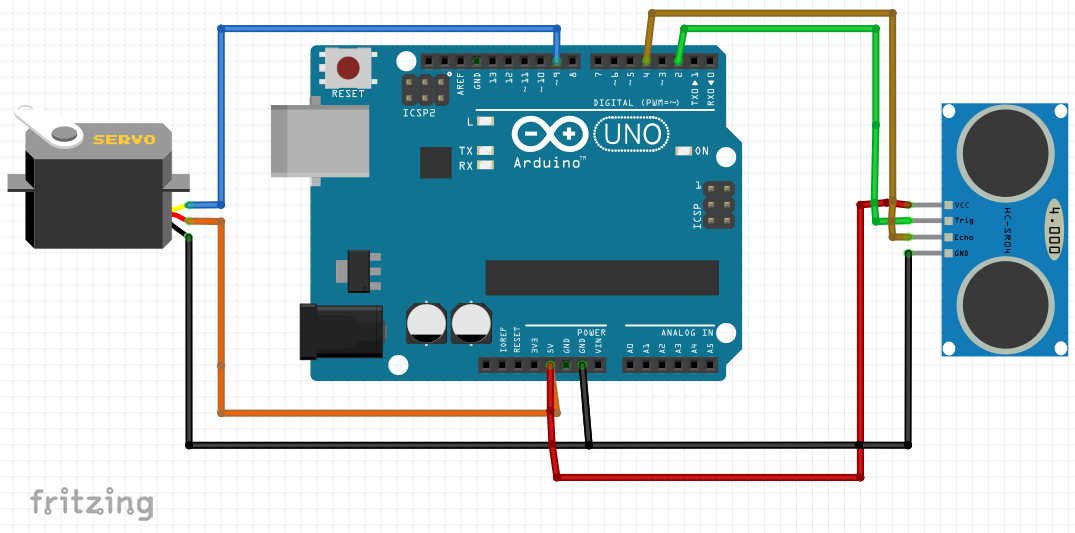 RESET
ICSP2
AREF
GND
13
12
~11
~10
~9
8
7
~6
~5
4
~3
2
TX0▶1
RX0◀0
DIGITAL (PWM=~)
L
TX
RX
UNO
Arduino™
ON
1
ICSP
SERVO
VCC
Trig
Echo
GND
HC-SR04
4.000
POWER
ANALOG IN
IOREF
RESET
3V3
5V
GND
GND
VIN
A0
A1
A2
A3
A4
A5
fritzing